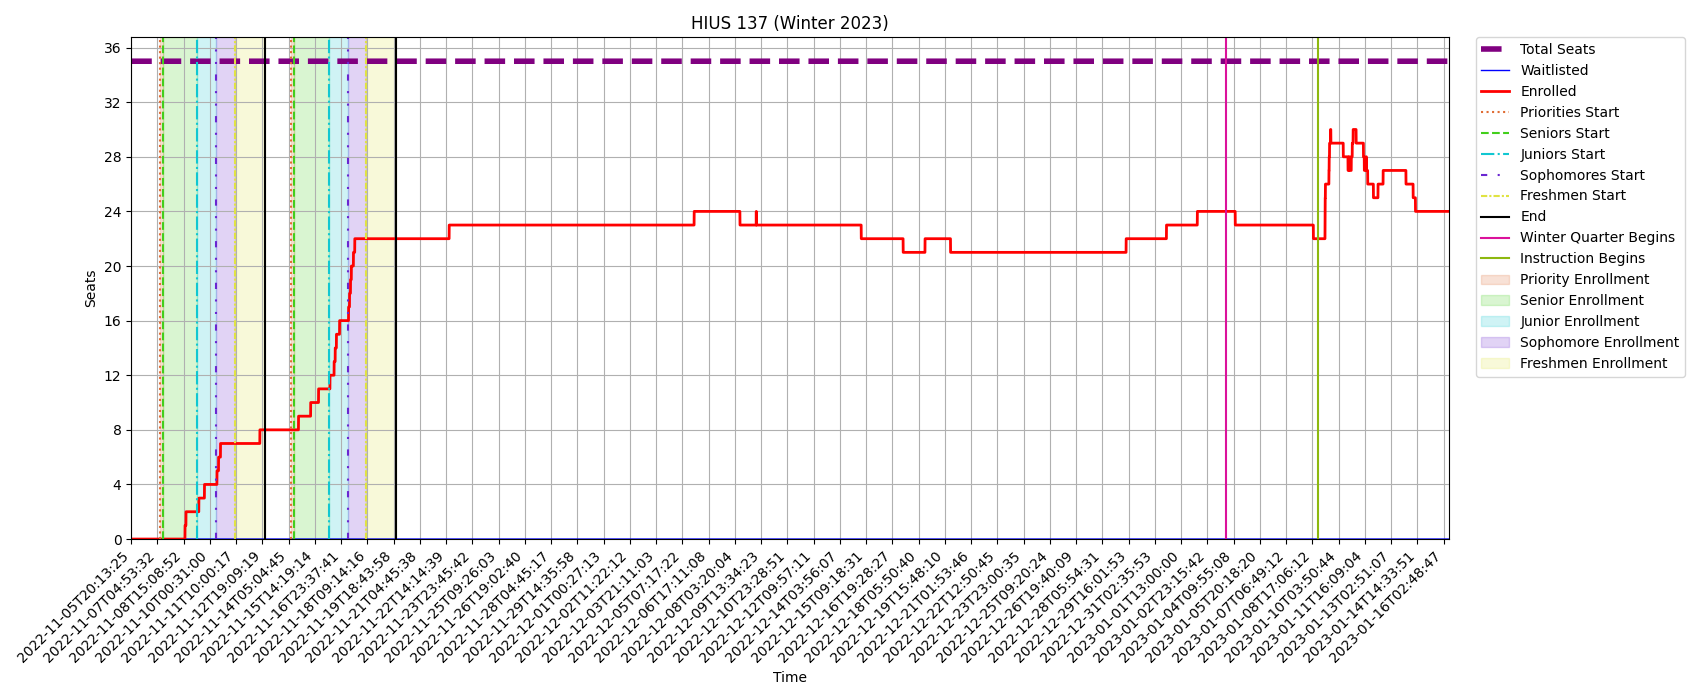 HIUS 137 (Winter 2023)
Seats
36
32
28
24
20
16
12
8
4
0
2022-11-05T20:13:25
2022-11-07T04:53:32
2022-11-08T15:08:52
2022-11-10T00:31:00
2022-11-11T10:00:17
2022-11-12T19:09:19
2022-11-14T05:04:45
2022-11-15T14:19:14
2022-11-16T23:37:41
2022-11-18T09:14:16
2022-11-19T18:43:58
2022-11-21T04:45:38
2022-11-22T14:14:39
2022-11-23T23:45:42
2022-11-25T09:26:03
2022-11-26T19:02:40
2022-11-28T04:45:17
2022-11-29T14:35:58
2022-12-01T00:27:13
2022-12-02T11:22:12
2022-12-03T21:11:03
2022-12-05T07:17:22
2022-12-06T17:11:08
2022-12-08T03:20:04
2022-12-09T13:34:23
2022-12-10T23:28:51
2022-12-12T09:57:11
2022-12-14T03:56:07
2022-12-15T09:18:31
2022-12-16T19:28:27
2022-12-18T05:50:40
2022-12-19T15:48:10
2022-12-21T01:53:46
2022-12-22T12:50:45
2022-12-23T23:00:35
2022-12-25T09:20:24
2022-12-26T19:40:09
2022-12-28T05:54:31
2022-12-29T16:01:53
2022-12-31T02:35:53
2023-01-01T13:00:00
2023-01-02T23:15:42
2023-01-04T09:55:08
2023-01-05T20:18:20
2023-01-07T06:49:12
2023-01-08T17:06:12
2023-01-10T03:50:44
2023-01-11T16:09:04
2023-01-13T02:51:07
2023-01-14T14:33:51
2023-01-16T02:48:47
Time
Total Seats
Waitlisted
Enrolled
Priorities Start
Seniors Start
Juniors Start
Sophomores Start
Freshmen Start
End
Winter Quarter Begins
Instruction Begins
Priority Enrollment
Senior Enrollment
Junior Enrollment
Sophomore Enrollment
Freshmen Enrollment